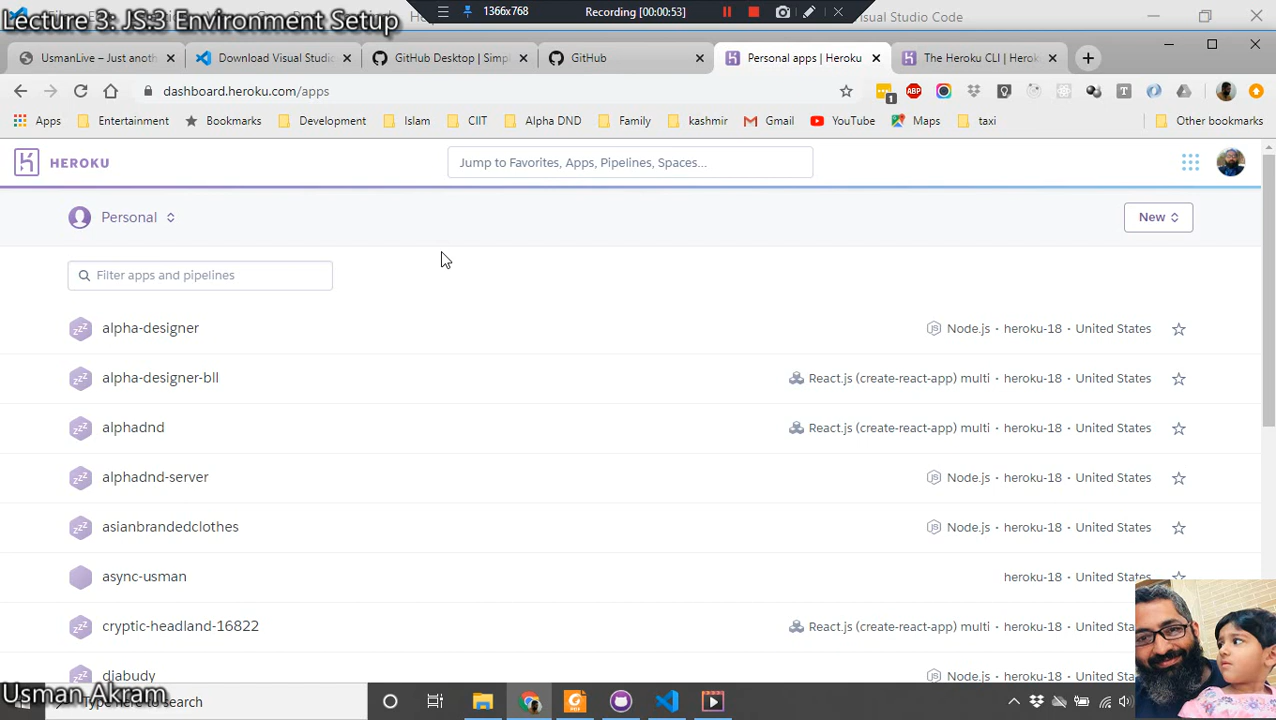 Lecture 3: JS:3 Environment Setup
1366x768
Recording [00:00:53]
isual Studio Code
UsmanLive – Just anoth
Download Visual Studio
GitHub Desktop | Simpl
GitHub
Personal apps | Heroku
The Heroku CLI | Herok
dashboard.heroku.com/apps
1
ABP
T
Apps
Entertainment
Bookmarks
Development
Islam
CIIT
Alpha DND
Family
kashmir
Gmail
YouTube
Maps
taxi
Other bookmarks
HEROKU
Jump to Favorites, Apps, Pipelines, Spaces...
Personal
New
Filter apps and pipelines
alpha-designer
Node.js • heroku-18 • United States
alpha-designer-bll
React.js (create-react-app) multi • heroku-18 • United States
alphadnd
React.js (create-react-app) multi • heroku-18 • United States
alphadnd-server
Node.js • heroku-18 • United States
asianbrandedclothes
Node.js • heroku-18 • United States
async-usman
heroku-18 • United States
cryptic-headland-16822
React.js (create-react-app) multi • heroku-18 • United States
djabudy
Node.js • heroku-18 • United
Usman Akram
Type here to search